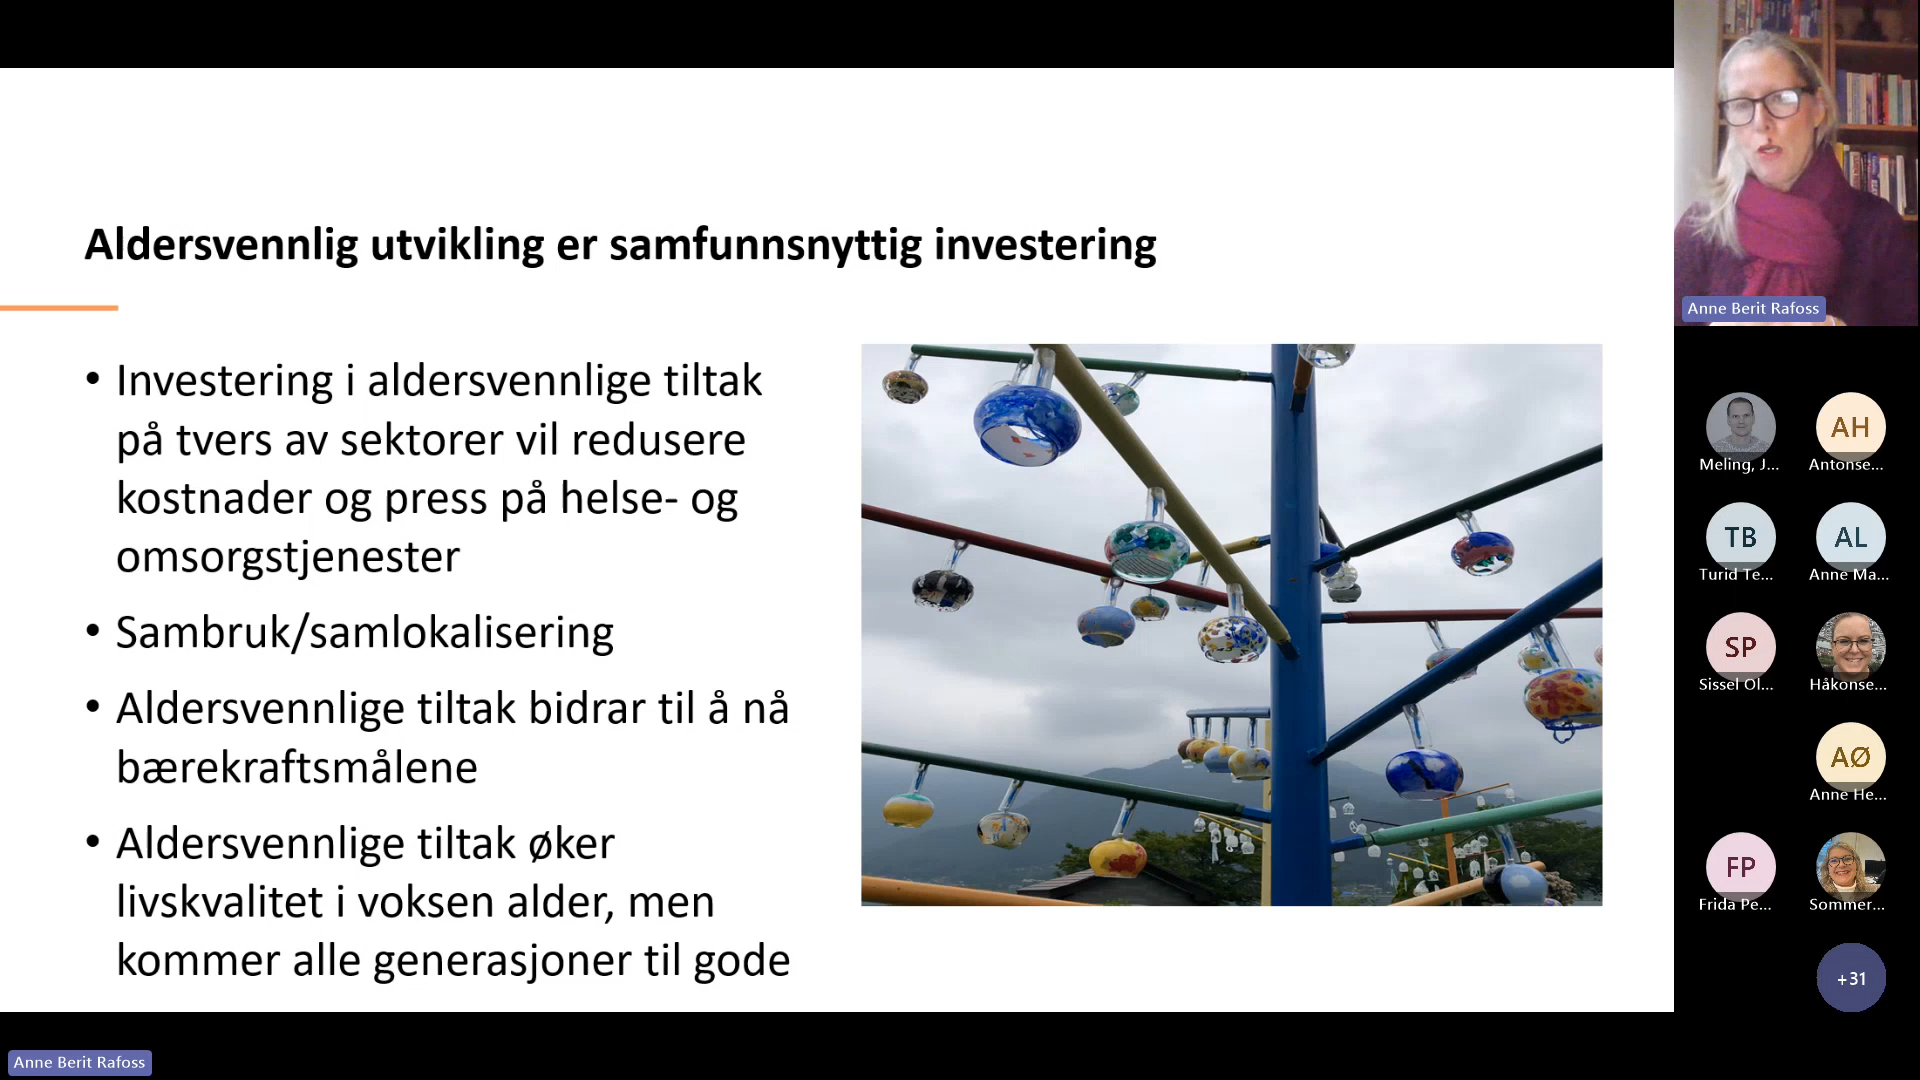 Aldersvennlig utvikling er samfunnsnyttig investering
• Investering i aldersvennlige tiltak
på tvers av sektorer vil redusere
kostnader og press på helse- og
omsorgstjenester
• Sambruk/samlokalisering
• Aldersvennlige tiltak bidrar til å nå
bærekraftsmålene
• Aldersvennlige tiltak øker
livskvalitet i voksen alder, men
kommer alle generasjoner til gode
Anne Berit Rafoss
Meling, J...
AH
Antonse...
TB
Turid Te...
AL
Anne Ma...
SP
Sissel Ol...
Håkonse...
AØ
Anne He...
FP
Frida Pe...
Sommer...
+31
Anne Berit Rafoss